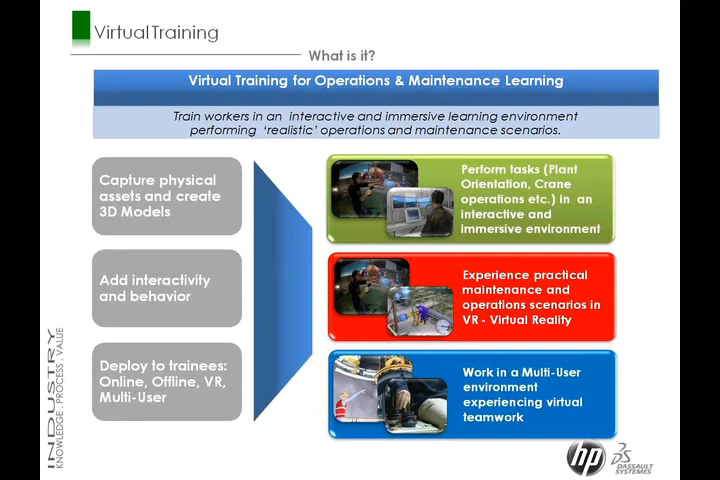 Virtual Training
What is it?
Virtual Training for Operations & Maintenance Learning
Train workers in an interactive and immersive learning environment
performing 'realistic' operations and maintenance scenarios.
Capture physical
assets and create
3D Models
Add interactivity
and behavior
Deploy to trainees:
Online, Offline, VR,
Multi-User
Perform tasks (Plant
Orientation, Crane
operations etc.) in an
interactive and
immersive environment
Experience practical
maintenance and
operations scenarios in
VR - Virtual Reality
Work in a Multi-User
environment
experiencing virtual
teamwork
INDUSTRY
KNOWLEDGE . PROCESS . VALUE
hp
DASSAULT
SYSTEMES